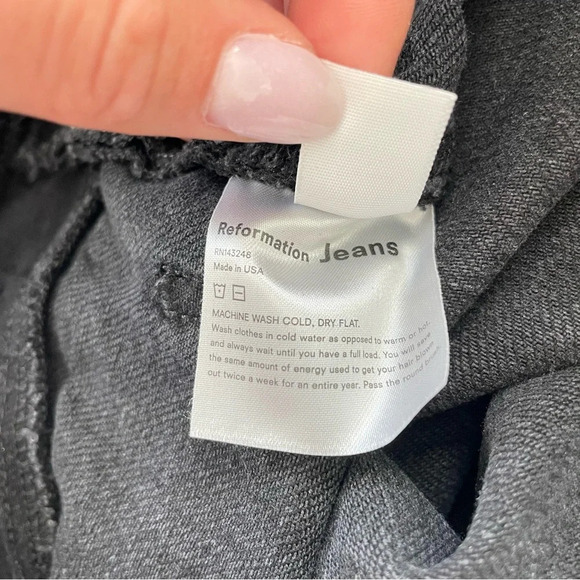 Reformation Jeans
RN143248
Made in USA
MACHINE WASH COLD, DRY FLAT.
Wash clothes in cold water as opposed to warm or hot,
and always wait until you have a full load. You will save
the same amount of energy used to get your hair blown
out twice a week for an entire year. Pass the round brush.